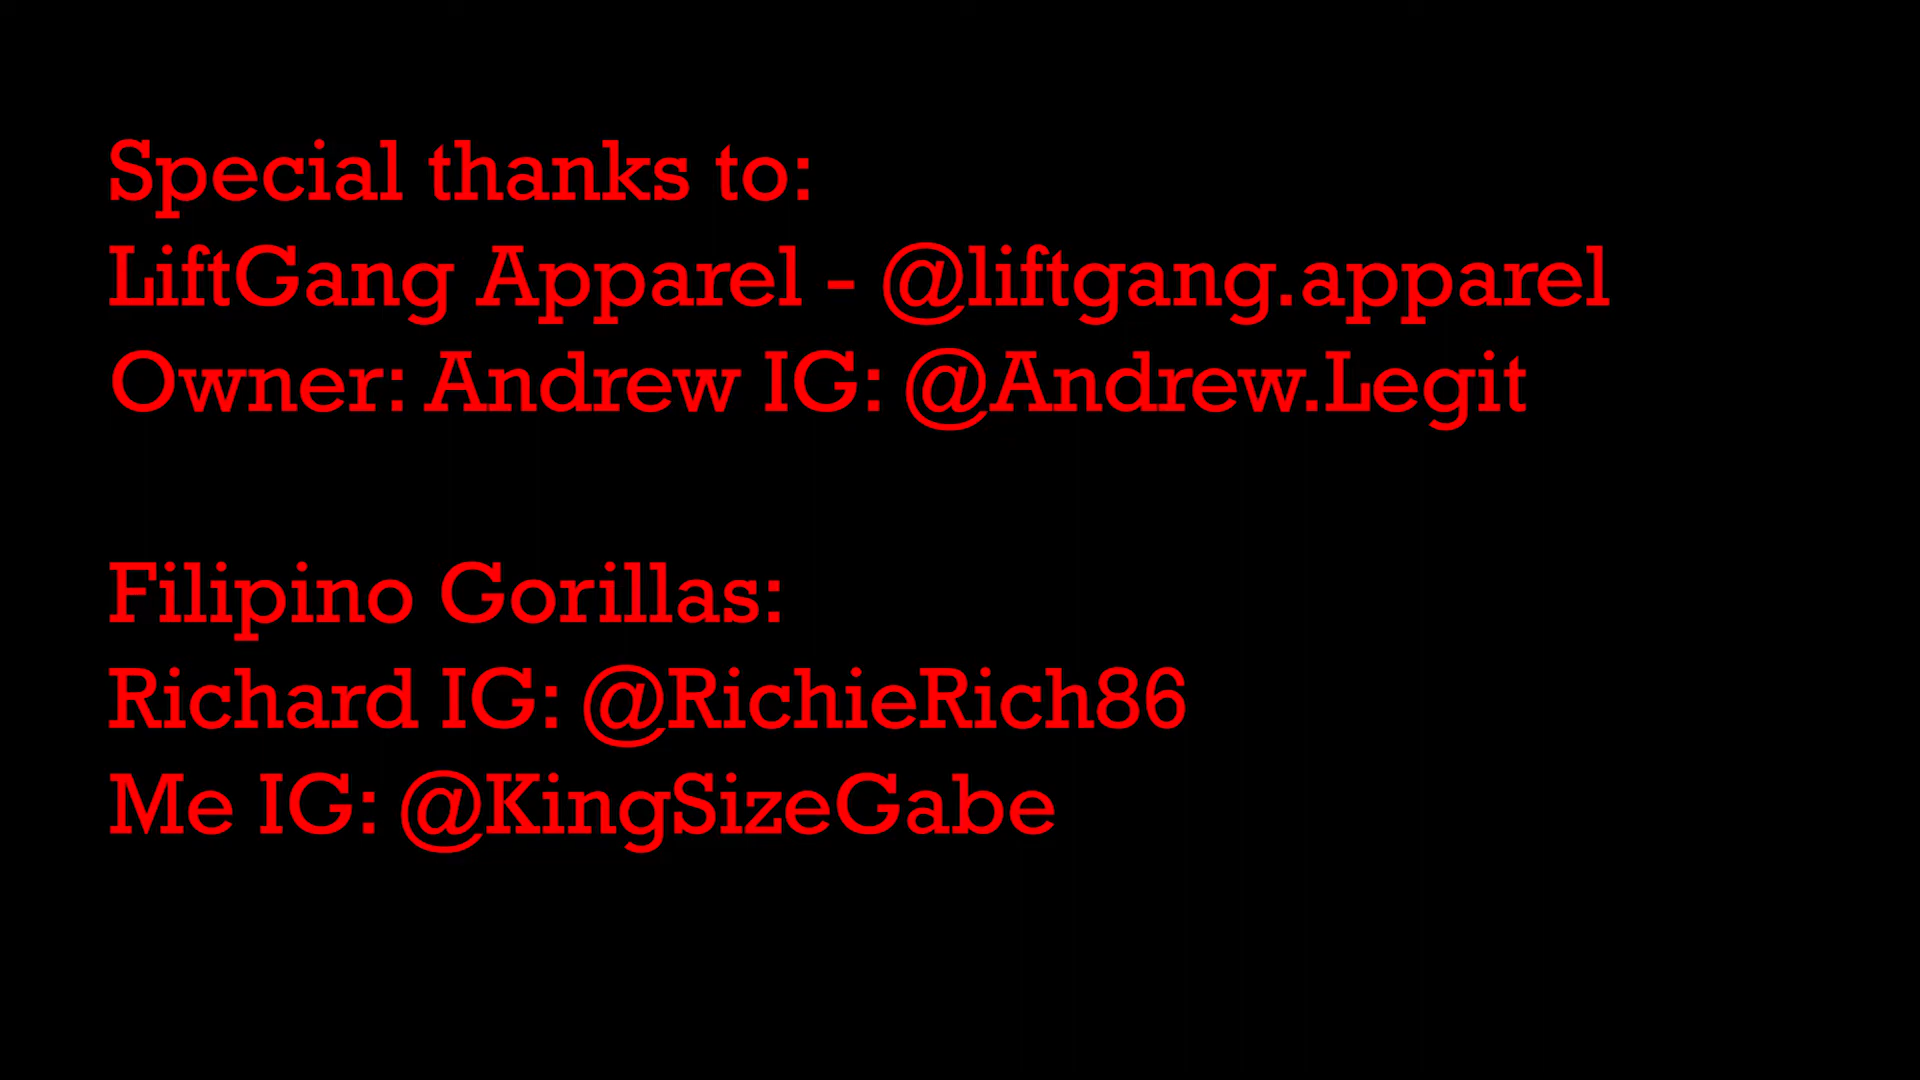 Special thanks to:
LiftGang Apparel - @liftgang.apparel
Owner: Andrew IG: @Andrew.Legit
Filipino Gorillas:
Richard IG: @RichieRich86
Me IG: @KingSizeGabe